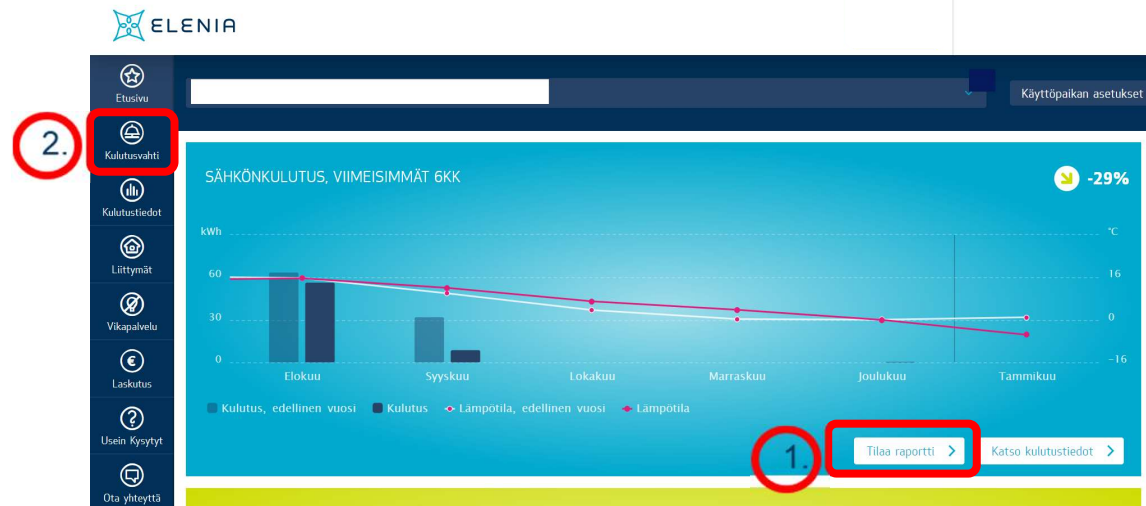 ELENIA
Etusivu
Käyttöpaikan asetukset
2.
Kulutusvahti
Kulutustiedot
Liittymät
Vikapalvelu
Laskutus
Usein Kysytyt
Ota yhteyttä
SÄHKÖNKULUTUS, VIIMEISIMMÄT 6KK
-29%
kWh
°C
60
16
30
0
0
-16
Elokuu Syyskuu Lokakuu Marraskuu Joulukuu Tammikuu
Kulutus, edellinen vuosi Kulutus Lämpötila, edellinen vuosi Lämpötila
1.
Tilaa raportti
Katso kulutustiedot